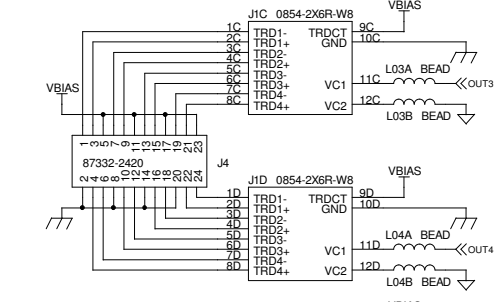 VBIAS
J1C 0854-2X6R-W8
1C TRD1- TRDCT 9C
2C TRD1+ GND 10C
3C TRD2-
4C TRD2+
5C TRD3- L03A BEAD
6C TRD3+ VC1 11C OUT3
7C TRD4-
8C TRD4+ VC2 12C
L03B BEAD
VBIAS
1 3 5 7 9 11 13 15 17 19 21 23
87332-2420 J4
2 4 6 8 10 12 14 16 18 20 22 24
VBIAS
J1D 0854-2X6R-W8
1D TRD1- TRDCT 9D
2D TRD1+ GND 10D
3D TRD2-
4D TRD2+
5D TRD3- L04A BEAD
6D TRD3+ VC1 11D OUT4
7D TRD4-
8D TRD4+ VC2 12D
L04B BEAD